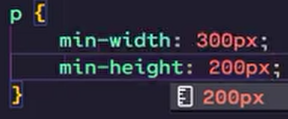 p {
min-width: 300px;
min-height: 200px;
}
200px